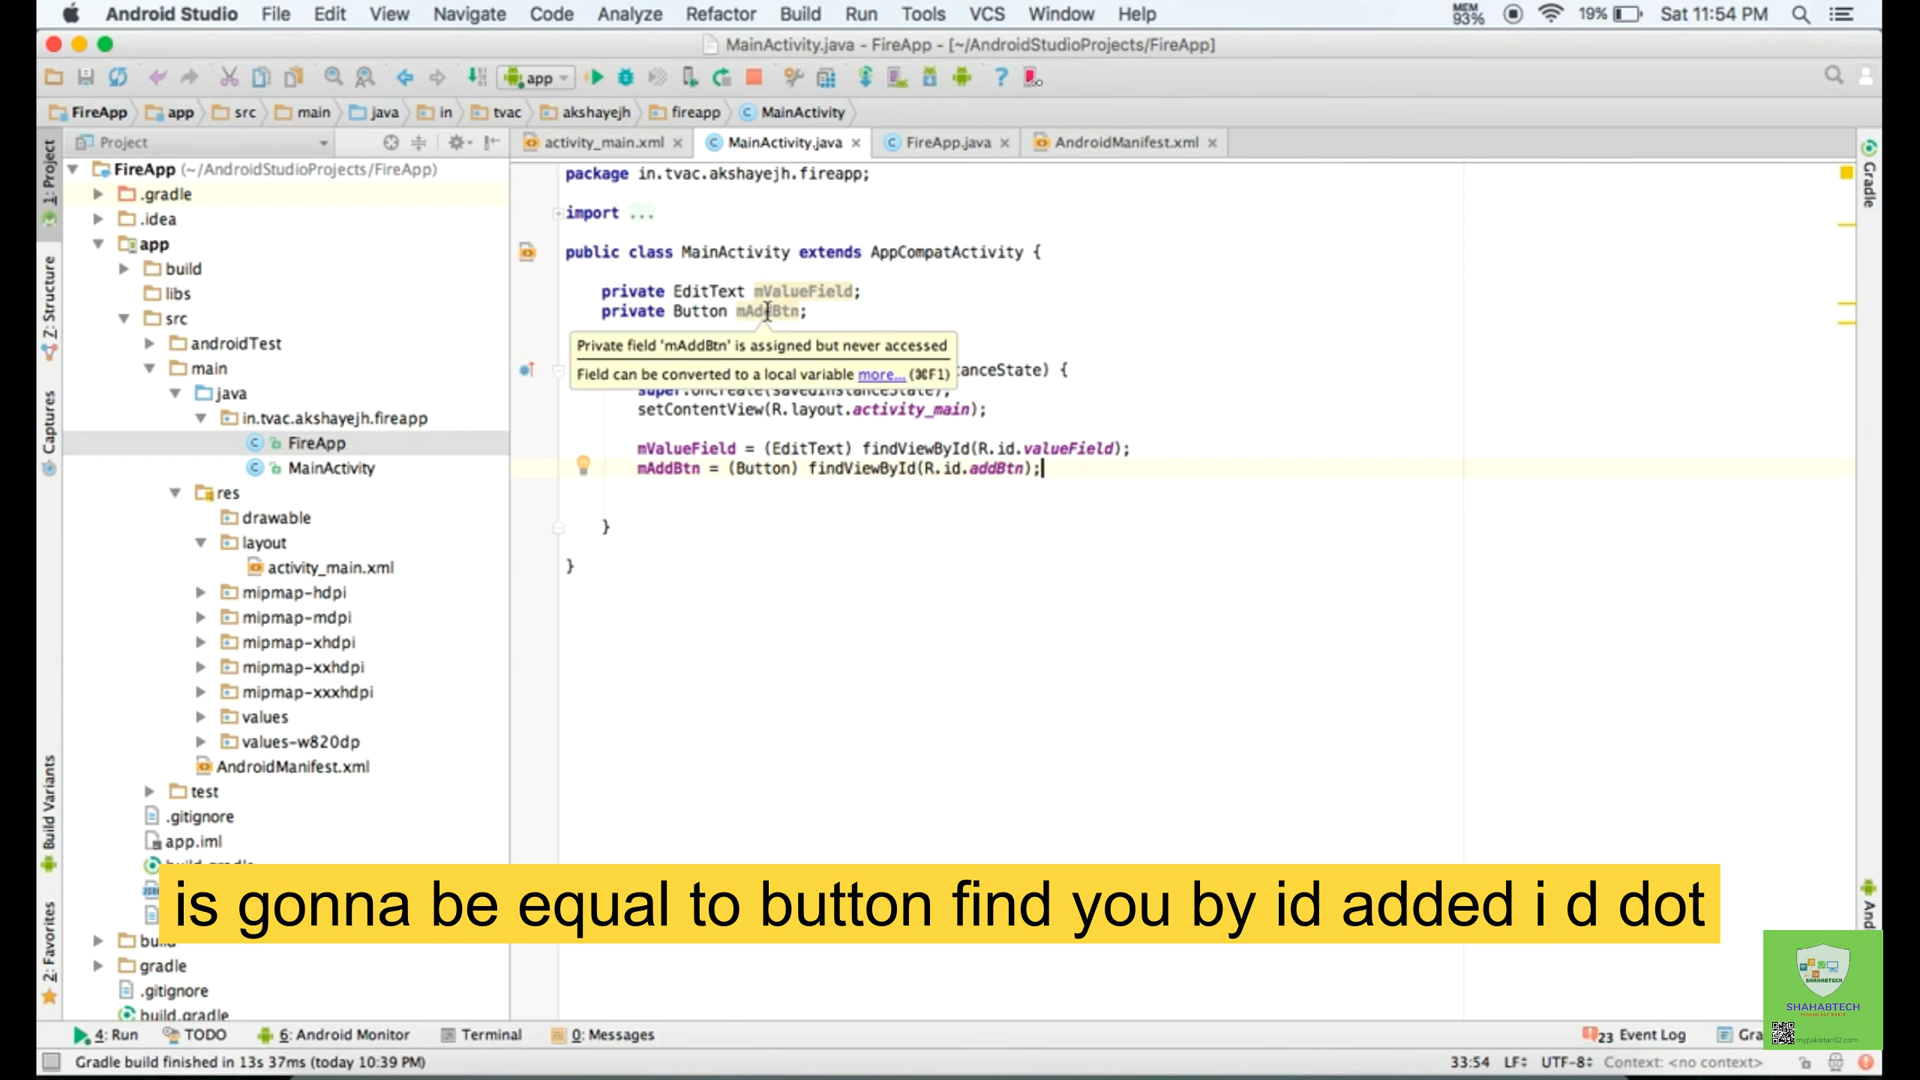 Android Studio File Edit View Navigate Code Analyze Refactor Build Run Tools VCS Window Help MEM 93% 19% Sat 11:54 PM
MainActivity.java - FireApp - [~/AndroidStudioProjects/FireApp]
app
FireApp app src main java in tvac akshayejh fireapp MainActivity
Project
activity_main.xml MainActivity.java FireApp.java AndroidManifest.xml
1: Project
Z: Structure
Captures
Build Variants
2: Favorites
FireApp (~/AndroidStudioProjects/FireApp)
.gradle
.idea
app
build
libs
src
androidTest
main
java
in.tvac.akshayejh.fireapp
FireApp
MainActivity
res
drawable
layout
activity_main.xml
mipmap-hdpi
mipmap-mdpi
mipmap-xhdpi
mipmap-xxhdpi
mipmap-xxxhdpi
values
values-w820dp
AndroidManifest.xml
test
.gitignore
app.iml
gradle
.gitignore
build.gradle
package in.tvac.akshayejh.fireapp;
import ...
public class MainActivity extends AppCompatActivity {
private EditText mValueField;
private Button mAddBtn;
Private field 'mAddBtn' is assigned but never accessed
Field can be converted to a local variable more... (⌘F1)
anceState) {
super.onCreate(savedInstanceState);
setContentView(R.layout.activity_main);
mValueField = (EditText) findViewById(R.id.valueField);
mAddBtn = (Button) findViewById(R.id.addBtn);
}
}
Gradle
is gonna be equal to button find you by id added i d dot
SHAHABTECH
mypakistan92.com
4: Run TODO 6: Android Monitor Terminal 0: Messages 23 Event Log Gra
Gradle build finished in 13s 37ms (today 10:39 PM) 33:54 LF÷ UTF-8÷ Context: <no context>